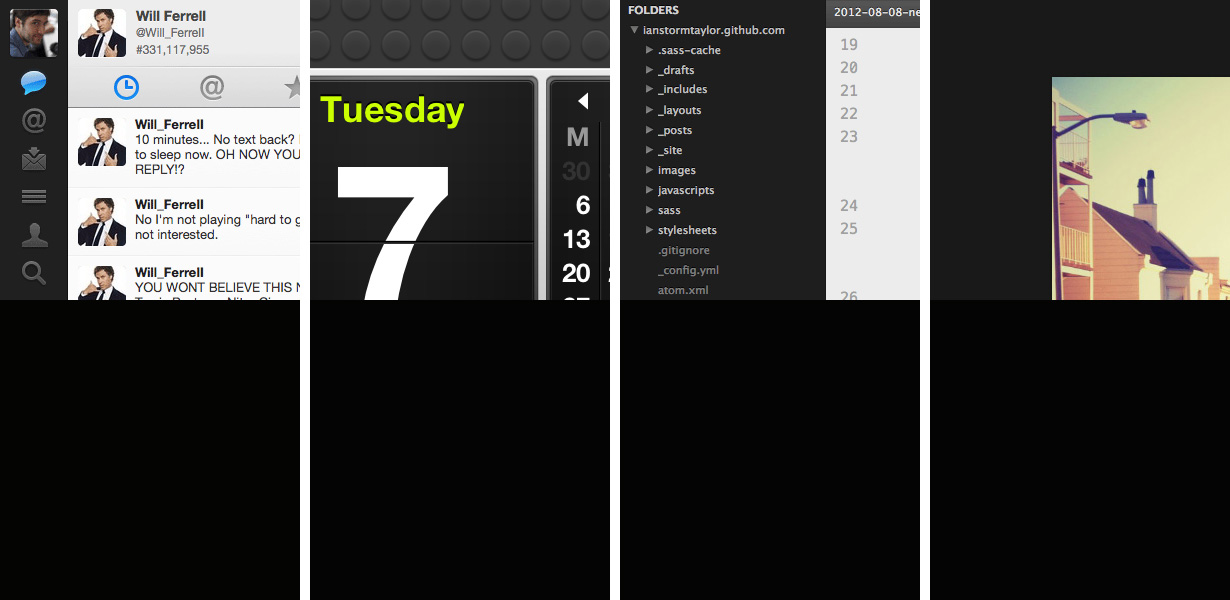 Will Ferrell
@Will_Ferrell
#331,117,955
@
Will_Ferrell
10 minutes... No text back?
to sleep now. OH NOW YOU
REPLY!?
Will_Ferrell
No I'm not playing "hard to g
not interested.
Will_Ferrell
YOU WONT BELIEVE THIS N
Tuesday
7
M
30
6
13
20
27
FOLDERS
ianstormtaylor.github.com
.sass-cache
_drafts
_includes
_layouts
_posts
_site
images
javascripts
sass
stylesheets
.gitignore
_config.yml
atom.xml
2012-08-08-ne
19
20
21
22
23
24
25
26